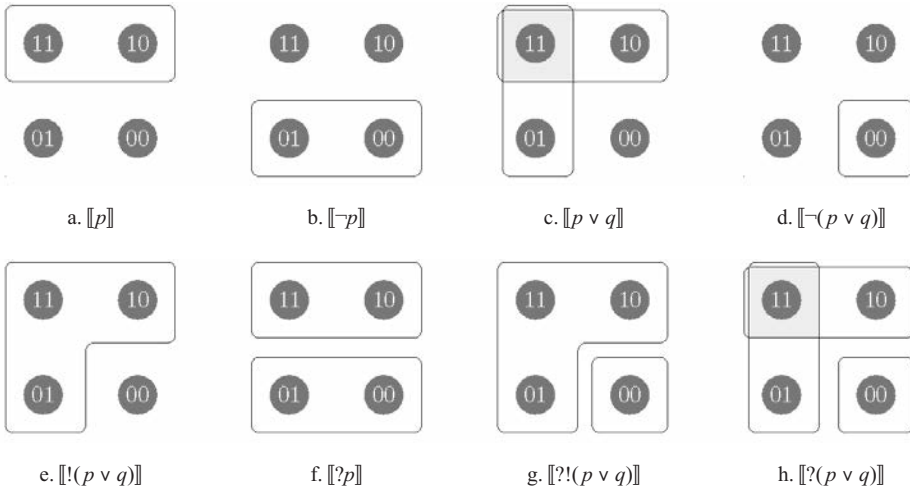 11 10 11 10 11 10 11 10
01 00 01 00 01 00 01 00
a. ⟦p⟧ b. ⟦¬p⟧ c. ⟦p ∨ q⟧ d. ⟦¬(p ∨ q)⟧
11 10 11 10 11 10 11 10
01 00 01 00 01 00 01 00
e. ⟦!(p ∨ q)⟧ f. ⟦?p⟧ g. ⟦?!(p ∨ q)⟧ h. ⟦?(p ∨ q)⟧